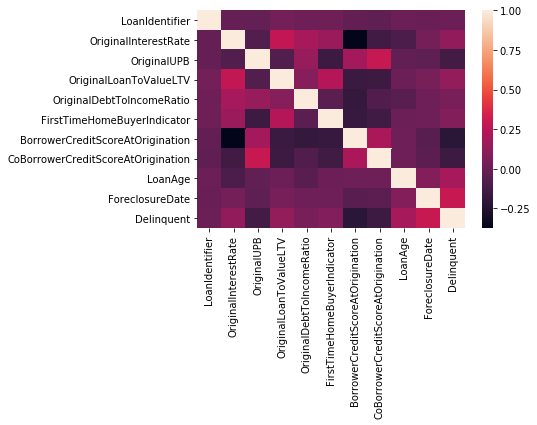 LoanIdentifier
OriginalInterestRate
OriginalUPB
OriginalLoanToValueLTV
OriginalDebtToIncomeRatio
FirstTimeHomeBuyerIndicator
BorrowerCreditScoreAtOrigination
CoBorrowerCreditScoreAtOrigination
LoanAge
ForeclosureDate
Delinquent
LoanIdentifier
OriginalInterestRate
OriginalUPB
OriginalLoanToValueLTV
OriginalDebtToIncomeRatio
FirstTimeHomeBuyerIndicator
BorrowerCreditScoreAtOrigination
CoBorrowerCreditScoreAtOrigination
LoanAge
ForeclosureDate
Delinquent
1.00
0.75
0.50
0.25
0.00
−0.25